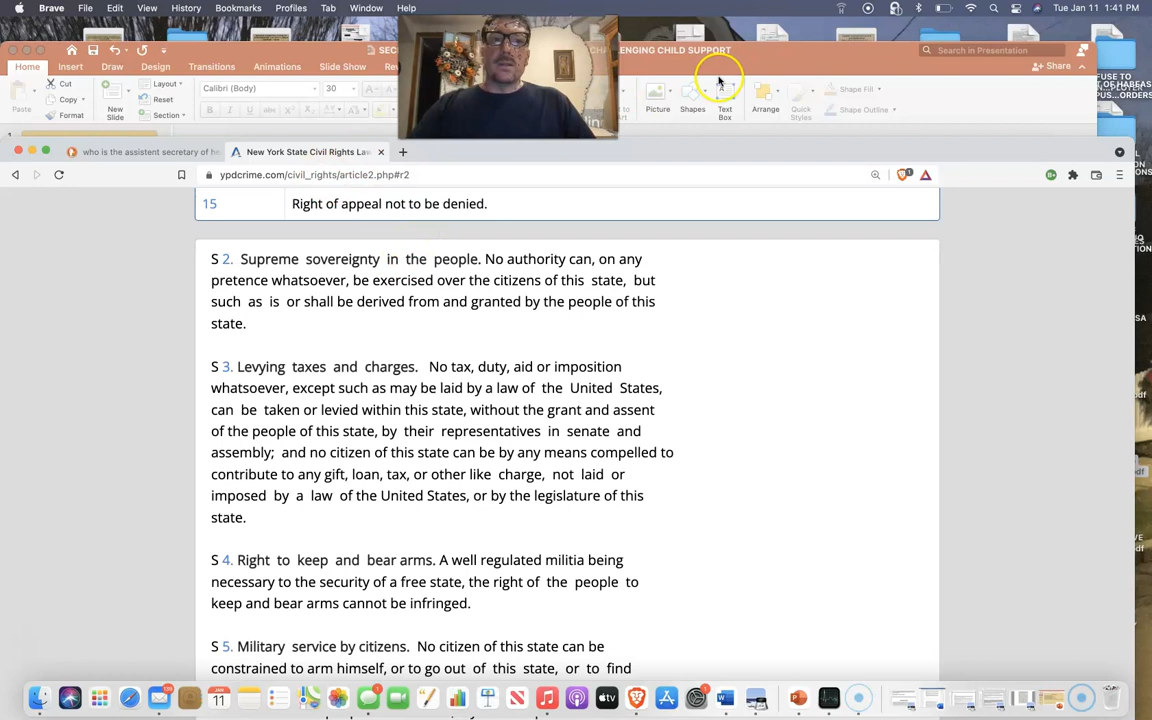 Brave File Edit View History Bookmarks Profiles Tab Window Help Tue Jan 11 1:41 PM
SEC CHALLENGING CHILD SUPPORT Search in Presentation
Home Insert Draw Design Transitions Animations Slide Show Share
Cut Layout Calibri (Body) 30
Paste Copy New Slide Reset Picture Shapes Text Box Arrange Quick Styles Shape Fill
Format Section Shape Outline
who is the assistent secretary of he New York State Civil Rights Law
ypdcrime.com/civil_rights/article2.php#r2
15 Right of appeal not to be denied.
S 2. Supreme sovereignty in the people. No authority can, on any
pretence whatsoever, be exercised over the citizens of this state, but
such as is or shall be derived from and granted by the people of this
state.
S 3. Levying taxes and charges. No tax, duty, aid or imposition
whatsoever, except such as may be laid by a law of the United States,
can be taken or levied within this state, without the grant and assent
of the people of this state, by their representatives in senate and
assembly; and no citizen of this state can be by any means compelled to
contribute to any gift, loan, tax, or other like charge, not laid or
imposed by a law of the United States, or by the legislature of this
state.
S 4. Right to keep and bear arms. A well regulated militia being
necessary to the security of a free state, the right of the people to
keep and bear arms cannot be infringed.
S 5. Military service by citizens. No citizen of this state can be
constrained to arm himself, or to go out of this state, or to find